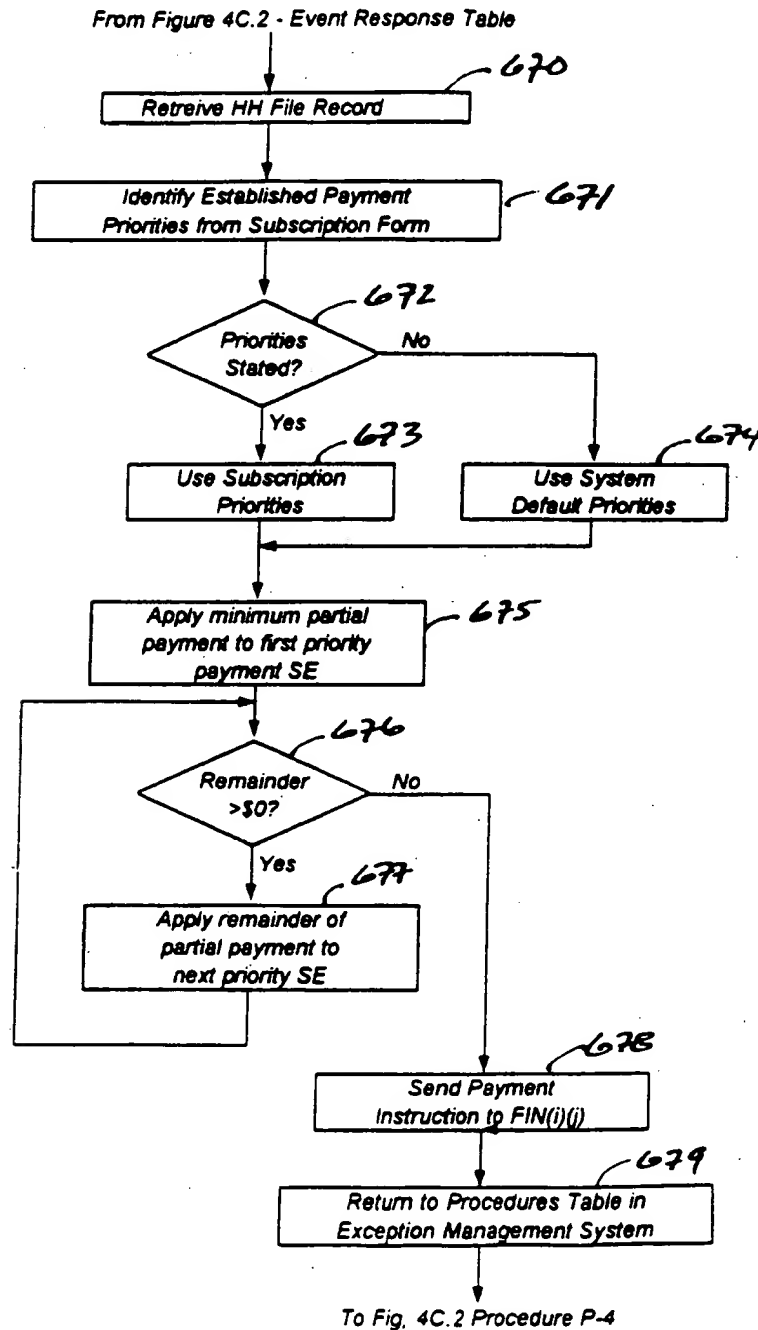 From Figure 4C.2 - Event Response Table
670
Retreive HH File Record
Identify Established Payment
Priorities from Subscription Form
671
672
Priorities
Stated?
No
Yes
673
674
Use Subscription
Priorities
Use System
Default Priorities
Apply minimum partial
payment to first priority
payment SE
675
676
Remainder
>$0?
No
Yes
677
Apply remainder of
partial payment to
next priority SE
678
Send Payment
Instruction to FIN(i)(j)
679
Return to Procedures Table in
Exception Management System
To Fig. 4C.2 Procedure P-4